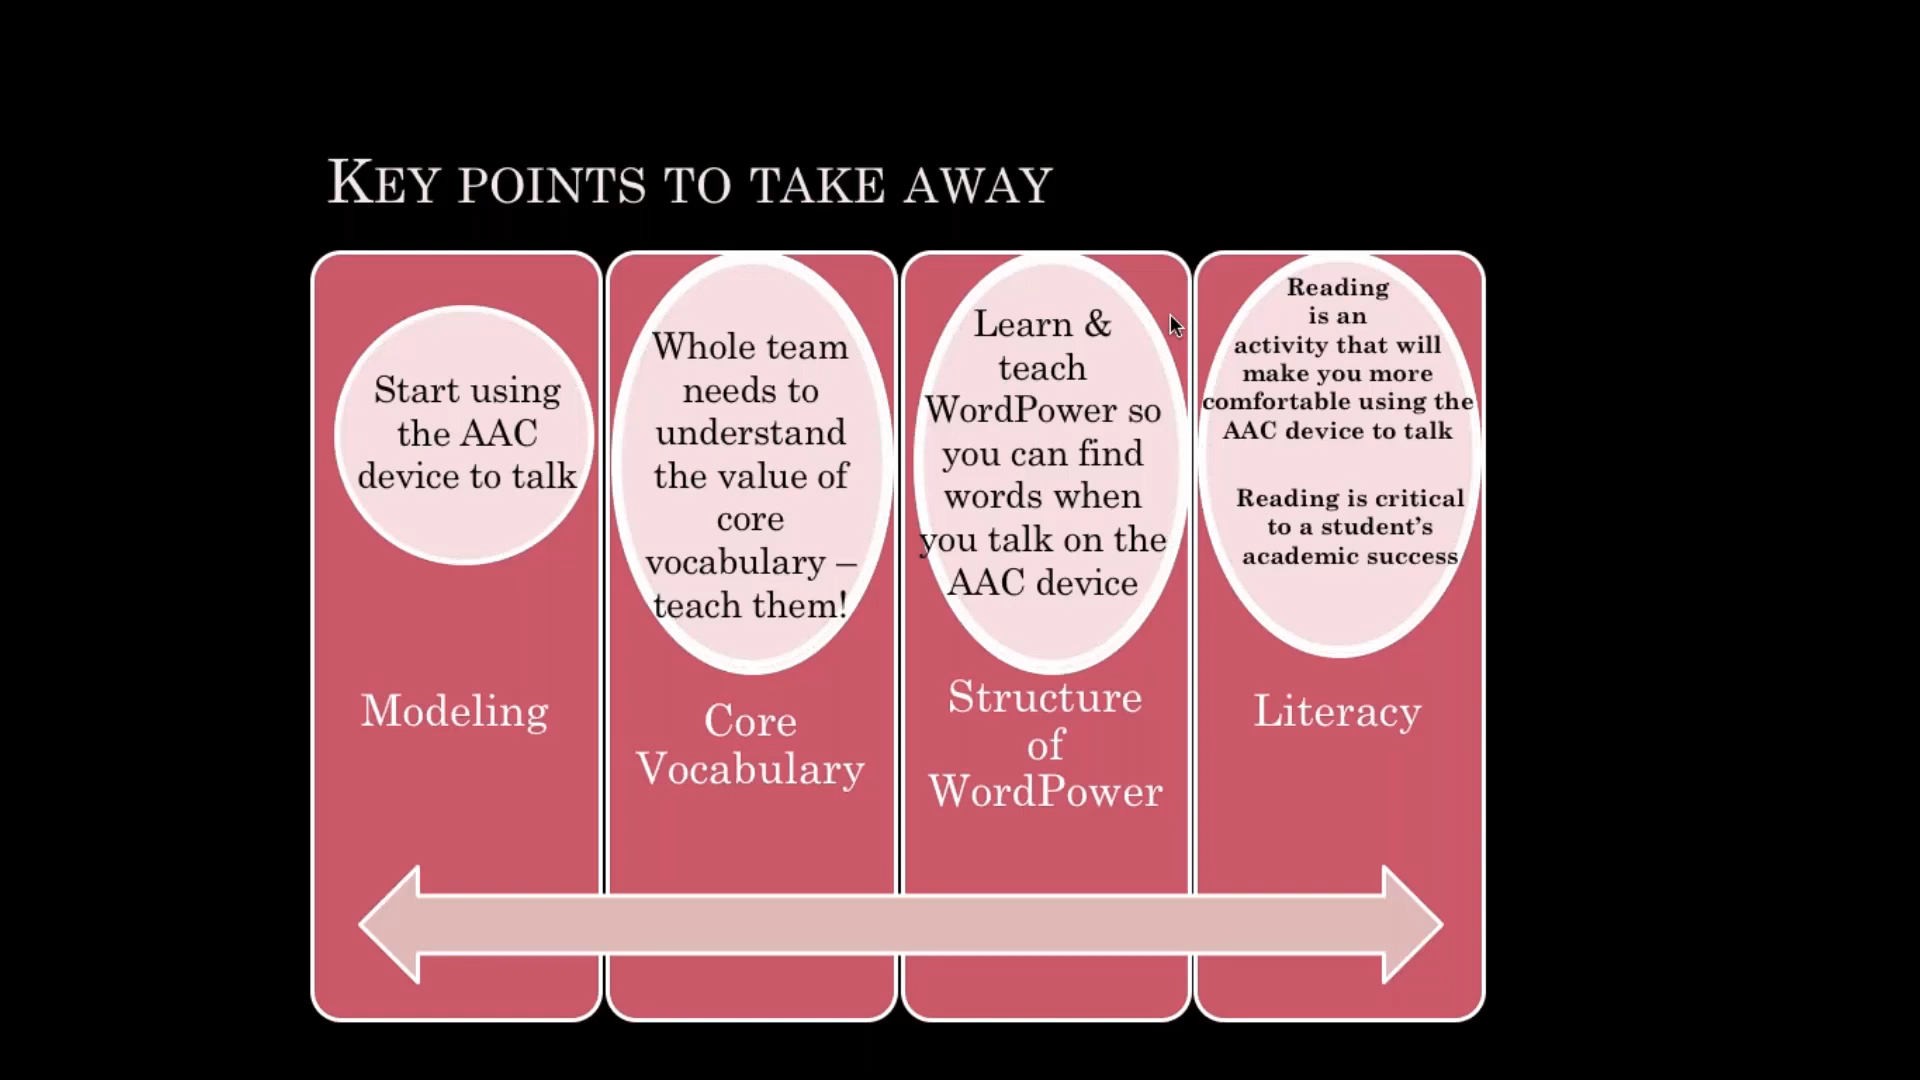 KEY POINTS TO TAKE AWAY
Start using
the AAC
device to talk
Modeling
Whole team
needs to
understand
the value of
core
vocabulary –
teach them!
Core
Vocabulary
Learn &
teach
WordPower so
you can find
words when
you talk on the
AAC device
Structure
of
WordPower
Reading
is an
activity that will
make you more
comfortable using the
AAC device to talk
Reading is critical
to a student’s
academic success
Literacy